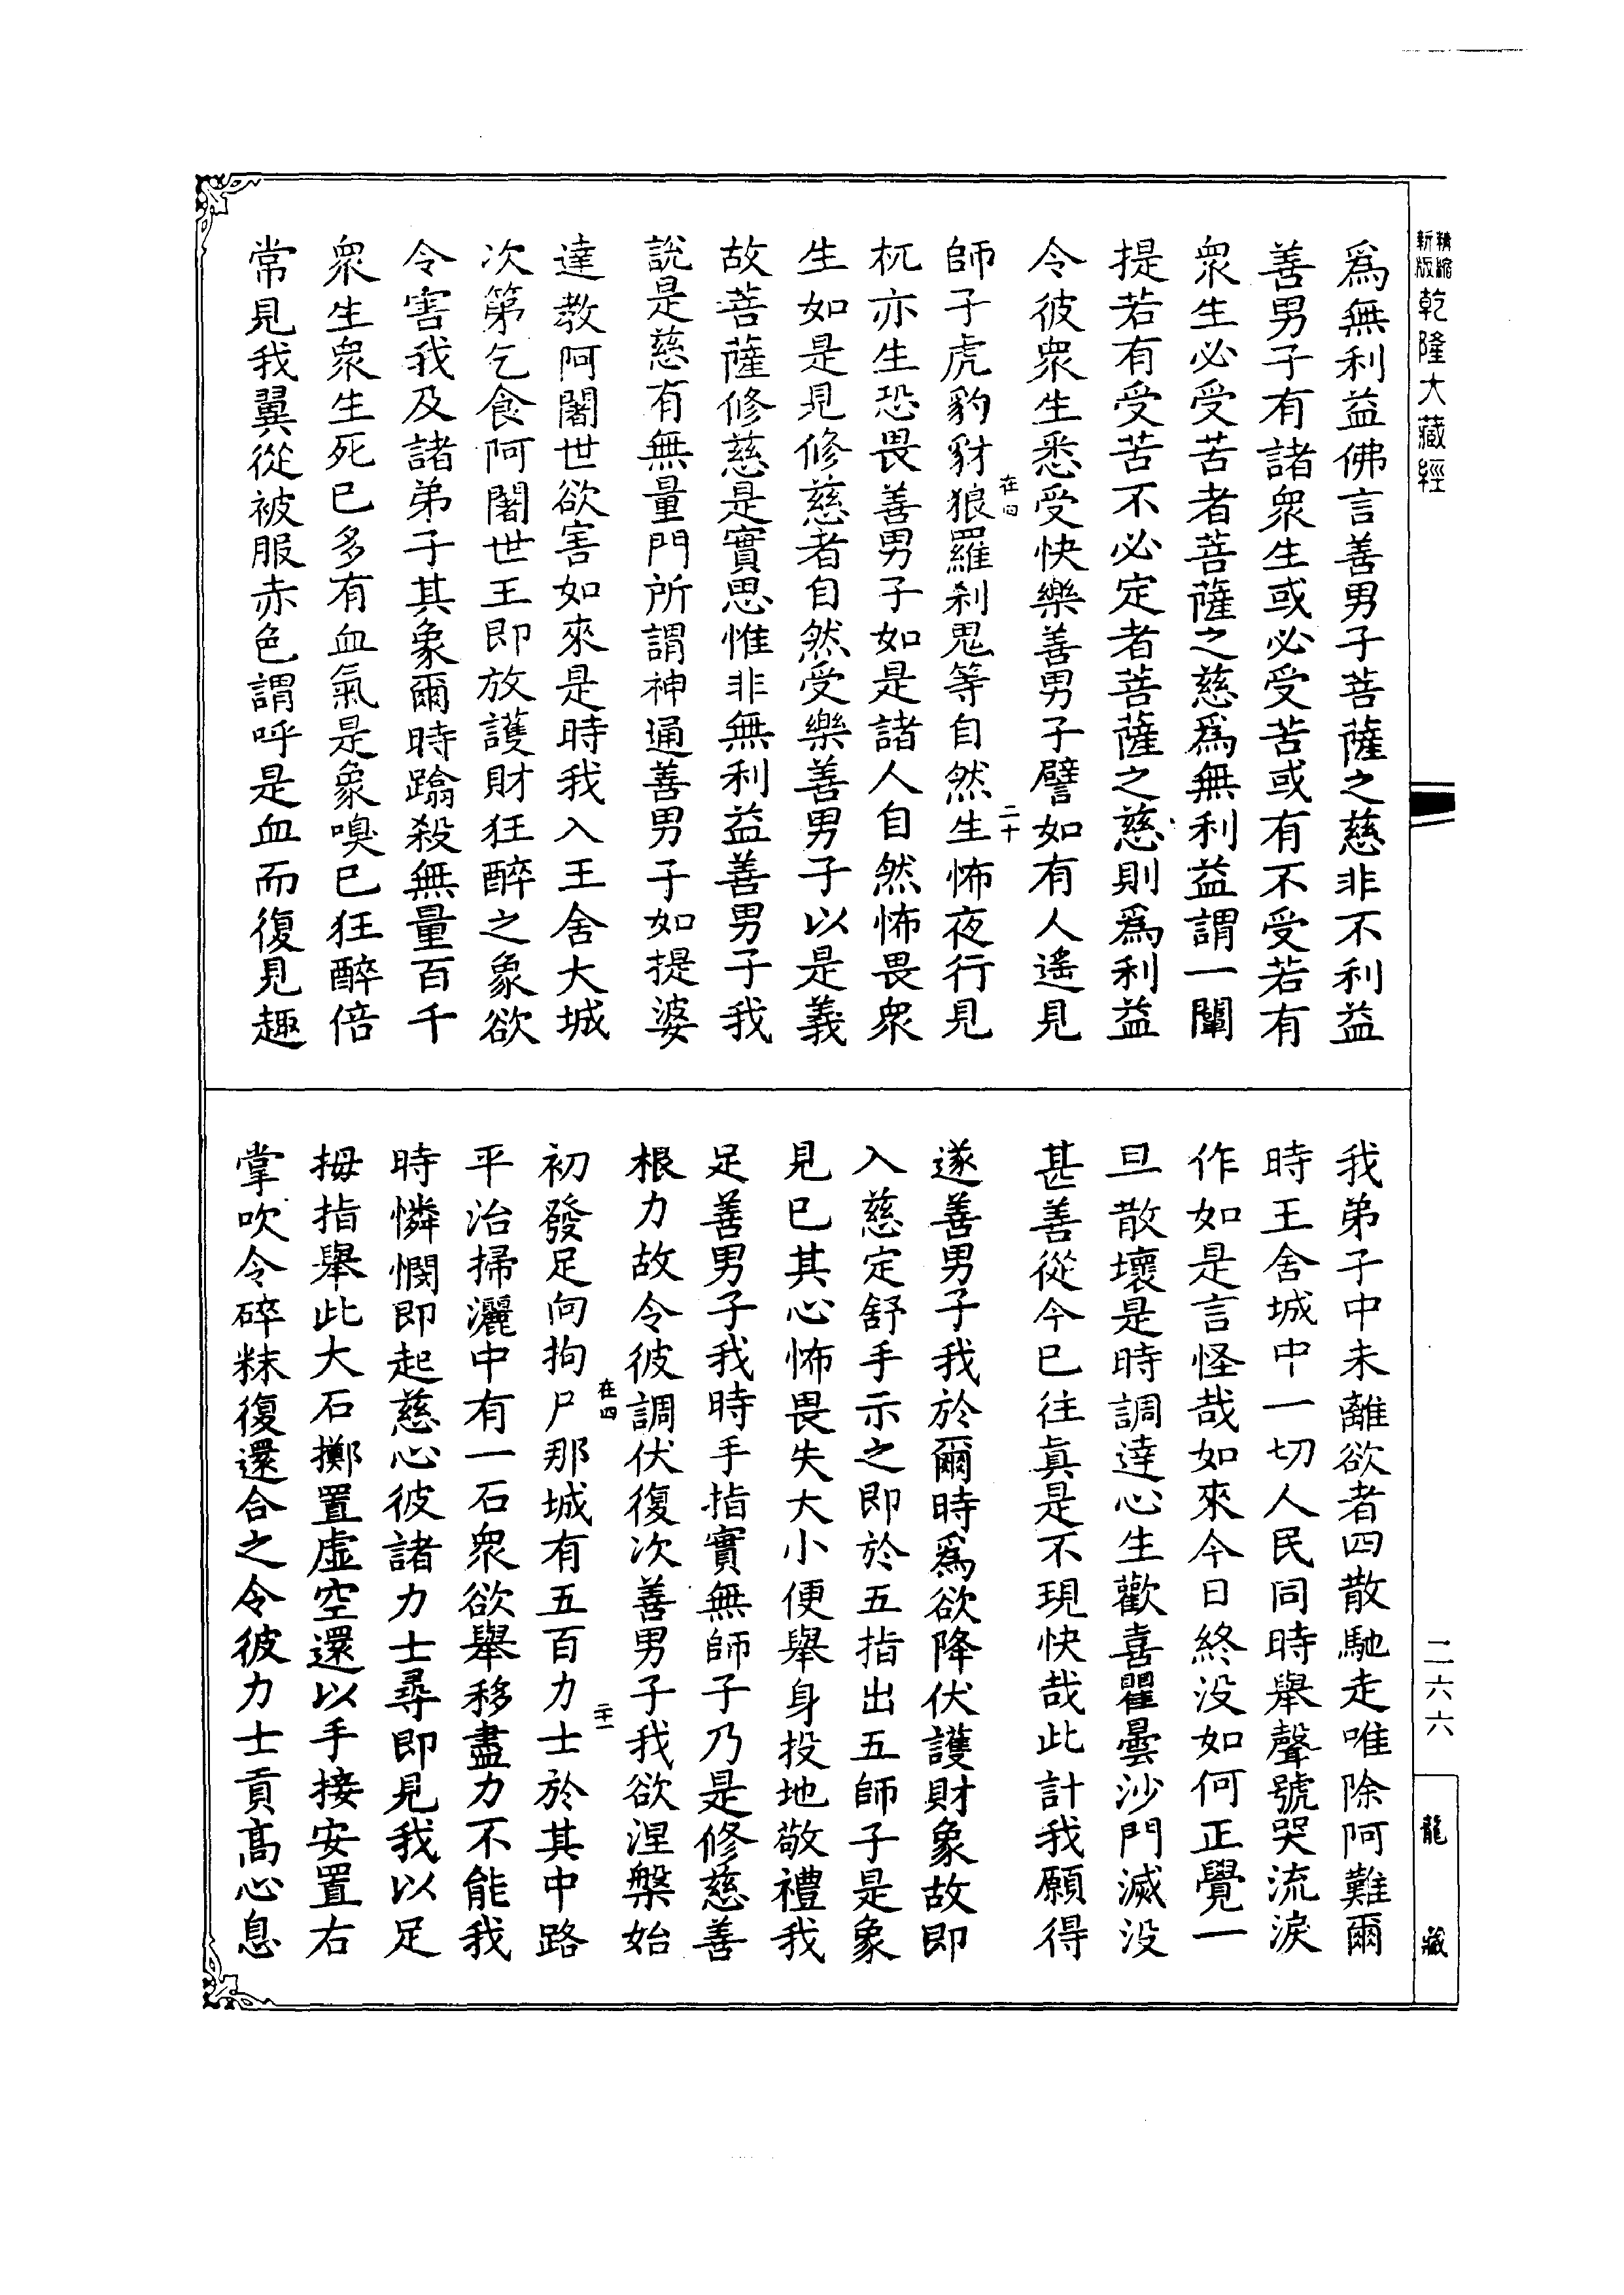 精縮
新版
乾隆大藏經
為無利益佛言善男子菩薩之慈非不利益
善男子有諸衆生或必受苦或有不受若有
衆生必受苦者菩薩之慈為無利益謂一闡
提若有受苦不必定者菩薩之慈則為利益
令彼衆生悉受快樂善男子譬如有人遙見
在四
二十
師子虎豹豺狼羅刹鬼等自然生怖夜行見
杌亦生恐畏善男子如是諸人自然怖畏衆
生如是見修慈者自然受樂善男子以是義
故菩薩修慈是實思惟非無利益善男子我
說是慈有無量門所謂神通善男子如提婆
達教阿闍世欲害如來是時我入王舍大城
次第乞食阿闍世王即放護財狂醉之象欲
令害我及諸弟子其象爾時蹹殺無量百千
衆生衆生死已多有血氣是象嗅已狂醉倍
常見我翼從被服赤色謂呼是血而復見趣
我弟子中未離欲者四散馳走唯除阿難爾
時王舍城中一切人民同時舉聲號哭流淚
作如是言怪哉如來今日終没如何正覺一
旦散壞是時調達心生歡喜瞿曇沙門滅没
甚善從今已往真是不現快哉此計我願得
遂善男子我於爾時為欲降伏護財象故即
入慈定舒手示之即於五指出五師子是象
見已其心怖畏失大小便舉身投地敬禮我
足善男子我時手指實無師子乃是修慈善
根力故令彼調伏復次善男子我欲涅槃始
在四
二十一
初發足向拘尸那城有五百力士於其中路
平治掃灑中有一石衆欲舉移盡力不能我
時憐愍即起慈心彼諸力士尋即見我以足
拇指舉此大石擲置虛空還以手接安置右
掌吹令碎粖復還合之令彼力士貢高心息
二六六
龍藏